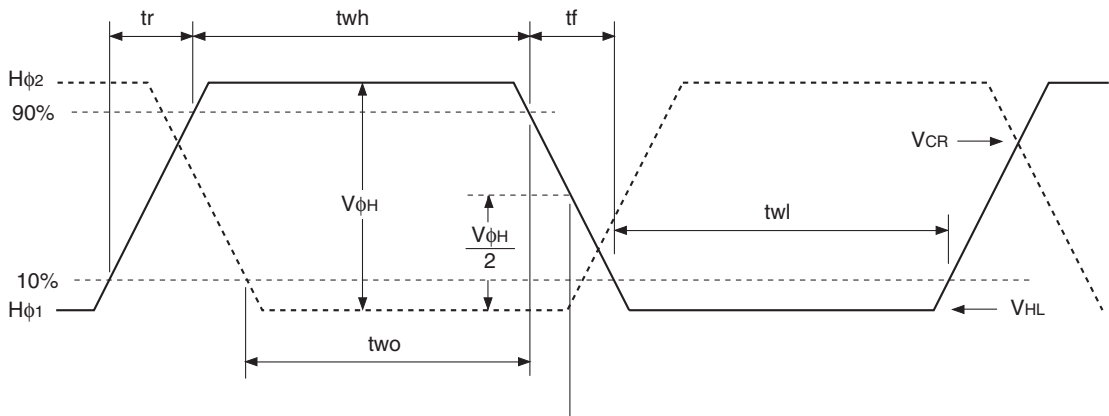 tr twh tf
Hϕ2
90%
VCR
VϕH
VϕH
2
twl
10%
Hϕ1
VHL
two